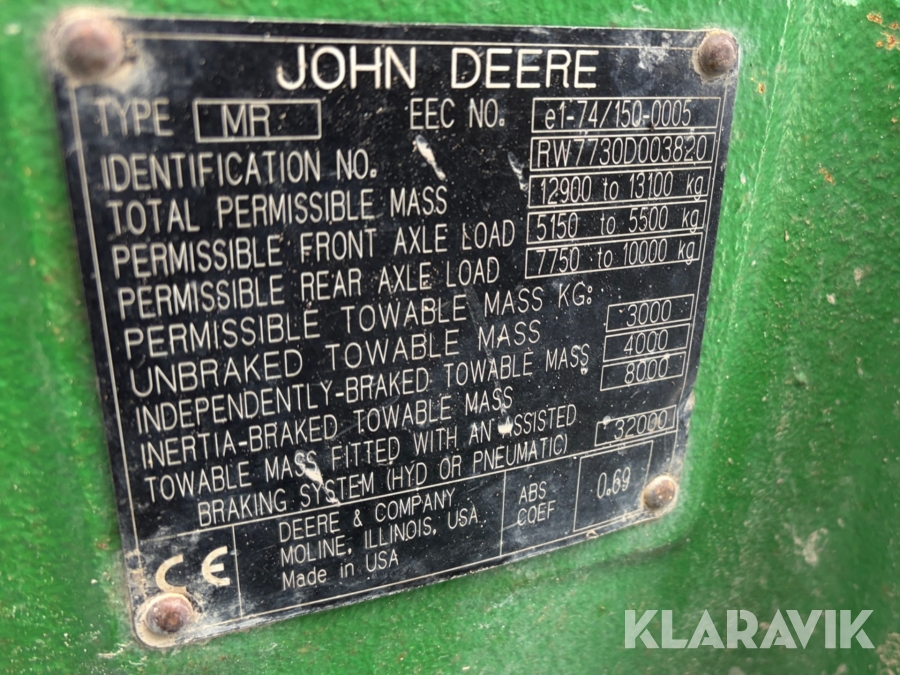 JOHN DEERE
TYPE MR EEC NO. e1-74/150-0005
IDENTIFICATION NO. RW7730D003820
TOTAL PERMISSIBLE MASS 12900 to 13100 kg
PERMISSIBLE FRONT AXLE LOAD 5150 to 5500 kg
PERMISSIBLE REAR AXLE LOAD 7750 to 10000 kg
PERMISSIBLE TOWABLE MASS KG:
UNBRAKED TOWABLE MASS 3000
INDEPENDENTLY-BRAKED TOWABLE MASS 4000
INERTIA-BRAKED TOWABLE MASS 8000
TOWABLE MASS FITTED WITH AN ASSISTED
BRAKING SYSTEM (HYD OR PNEUMATIC) 32000
CE
DEERE & COMPANY
MOLINE, ILLINOIS, USA.
Made in USA
ABS
COEF
0.69
KLARAVIK